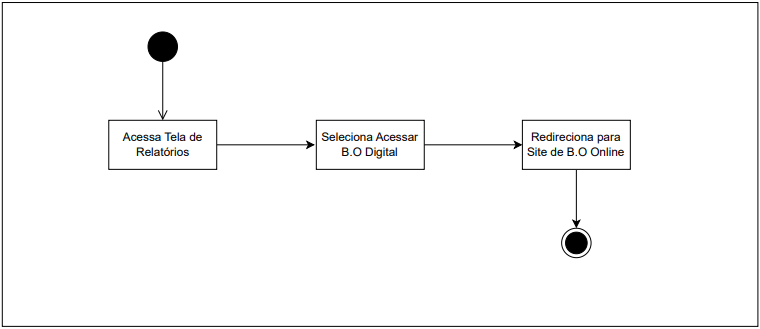 Acessa Tela de
Relatórios
Seleciona Acessar
B.O Digital
Redireciona para
Site de B.O Online